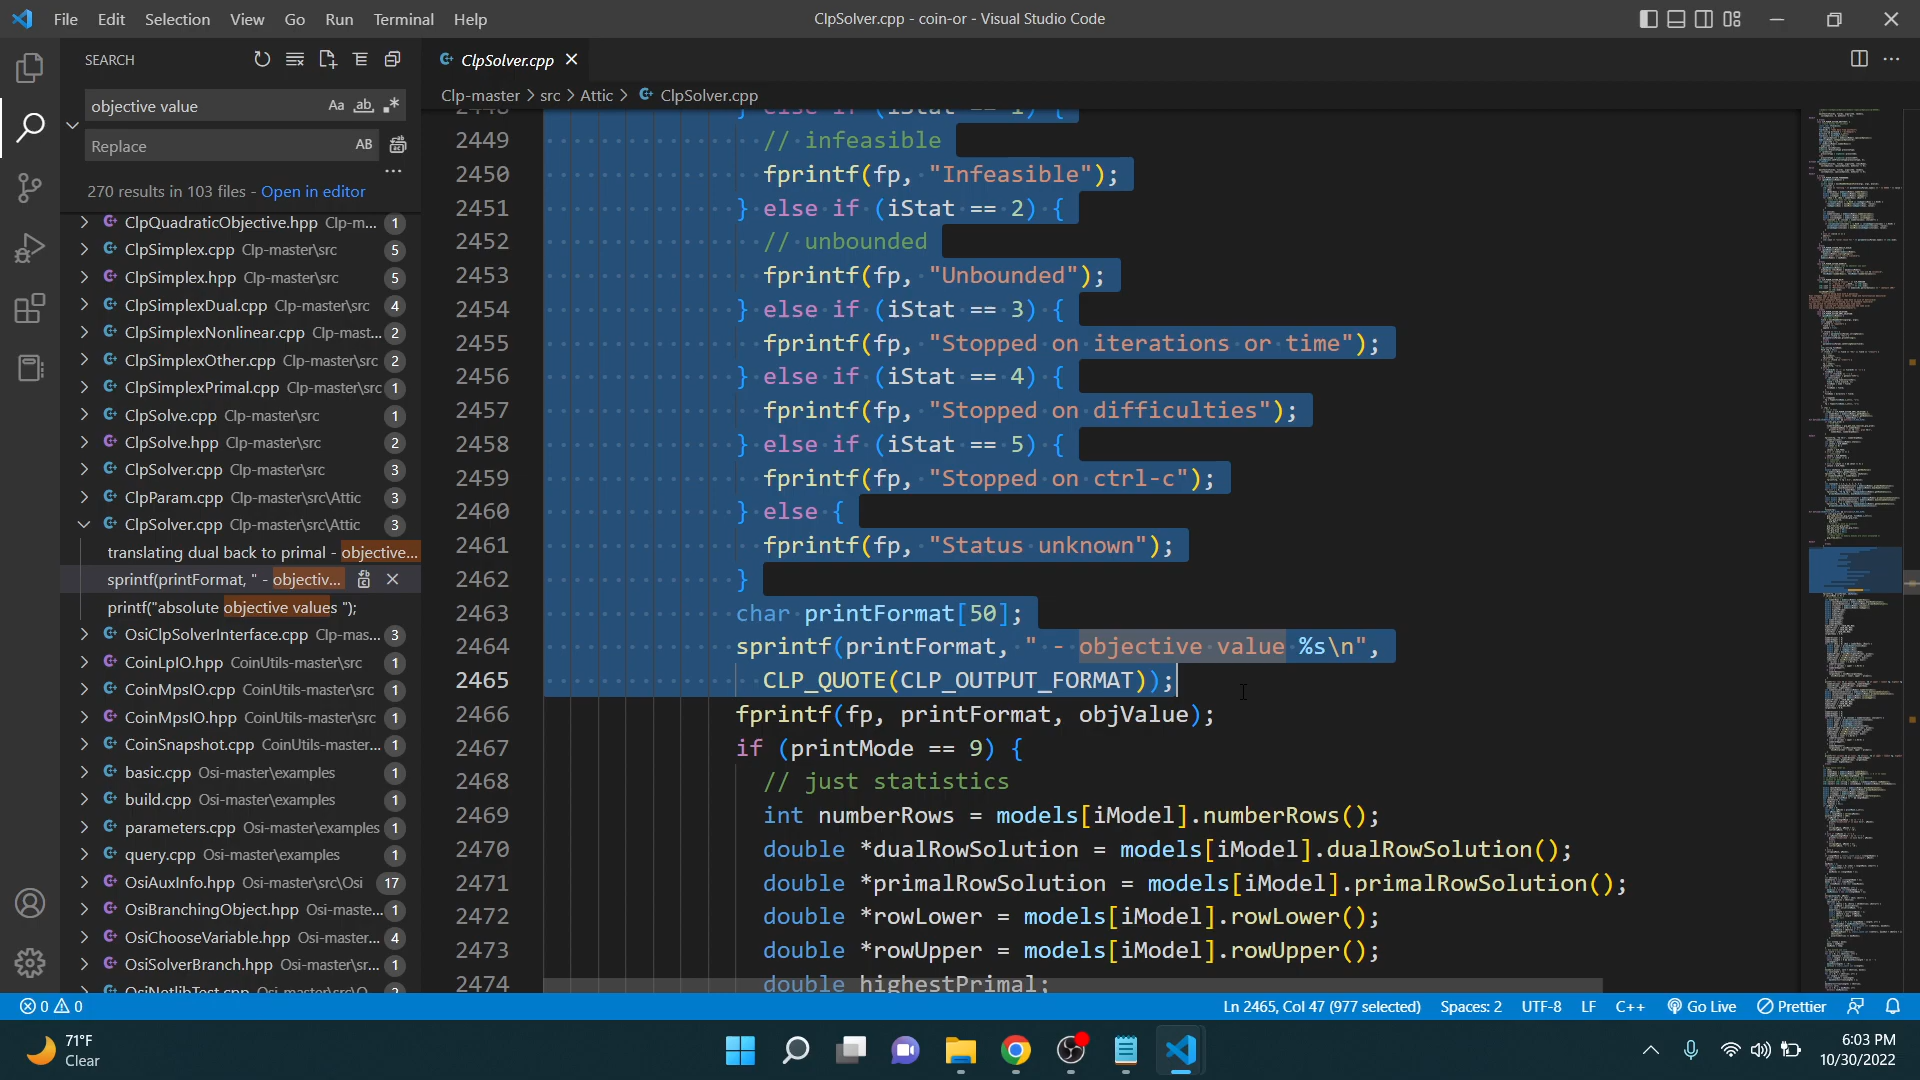 File Edit Selection View Go Run Terminal Help
ClpSolver.cpp - coin-or - Visual Studio Code
SEARCH
objective value
Aa ab
Replace
AB
270 results in 103 files - Open in editor
ClpQuadraticObjective.hpp Clp-m... 1
ClpSimplex.cpp Clp-master\src 5
ClpSimplex.hpp Clp-master\src 5
ClpSimplexDual.cpp Clp-master\src 4
ClpSimplexNonlinear.cpp Clp-mast... 2
ClpSimplexOther.cpp Clp-master\src 2
ClpSimplexPrimal.cpp Clp-master\src 1
ClpSolve.cpp Clp-master\src 1
ClpSolve.hpp Clp-master\src 2
ClpSolver.cpp Clp-master\src 3
ClpParam.cpp Clp-master\src\Attic 3
ClpSolver.cpp Clp-master\src\Attic 3
translating dual back to primal - objective...
sprintf(printFormat, " - objectiv...
printf("absolute objective values ");
OsiClpSolverInterface.cpp Clp-mas... 3
CoinLpIO.hpp CoinUtils-master\src 1
CoinMpsIO.cpp CoinUtils-master\src 1
CoinMpsIO.hpp CoinUtils-master\src 1
CoinSnapshot.cpp CoinUtils-master... 1
basic.cpp Osi-master\examples 1
build.cpp Osi-master\examples 1
parameters.cpp Osi-master\examples 1
query.cpp Osi-master\examples 1
OsiAuxInfo.hpp Osi-master\src\Osi 17
OsiBranchingObject.hpp Osi-maste... 1
OsiChooseVariable.hpp Osi-master... 4
OsiSolverBranch.hpp Osi-master\sr... 1
OsiNetlibTest.cpp Osi-master\src\O... 2
ClpSolver.cpp
Clp-master > src > Attic > ClpSolver.cpp
2448 } else if (iStat == 1) {
2449 // infeasible
2450 fprintf(fp, "Infeasible");
2451 } else if (iStat == 2) {
2452 // unbounded
2453 fprintf(fp, "Unbounded");
2454 } else if (iStat == 3) {
2455 fprintf(fp, "Stopped on iterations or time");
2456 } else if (iStat == 4) {
2457 fprintf(fp, "Stopped on difficulties");
2458 } else if (iStat == 5) {
2459 fprintf(fp, "Stopped on ctrl-c");
2460 } else {
2461 fprintf(fp, "Status unknown");
2462 }
2463 char printFormat[50];
2464 sprintf(printFormat, " - objective value %s\n",
2465 CLP_QUOTE(CLP_OUTPUT_FORMAT));
2466 fprintf(fp, printFormat, objValue);
2467 if (printMode == 9) {
2468 // just statistics
2469 int numberRows = models[iModel].numberRows();
2470 double *dualRowSolution = models[iModel].dualRowSolution();
2471 double *primalRowSolution = models[iModel].primalRowSolution();
2472 double *rowLower = models[iModel].rowLower();
2473 double *rowUpper = models[iModel].rowUpper();
2474 double highestPrimal;
0 0
Ln 2465, Col 47 (977 selected) Spaces: 2 UTF-8 LF C++ Go Live Prettier
71°F
Clear
6:03 PM
10/30/2022